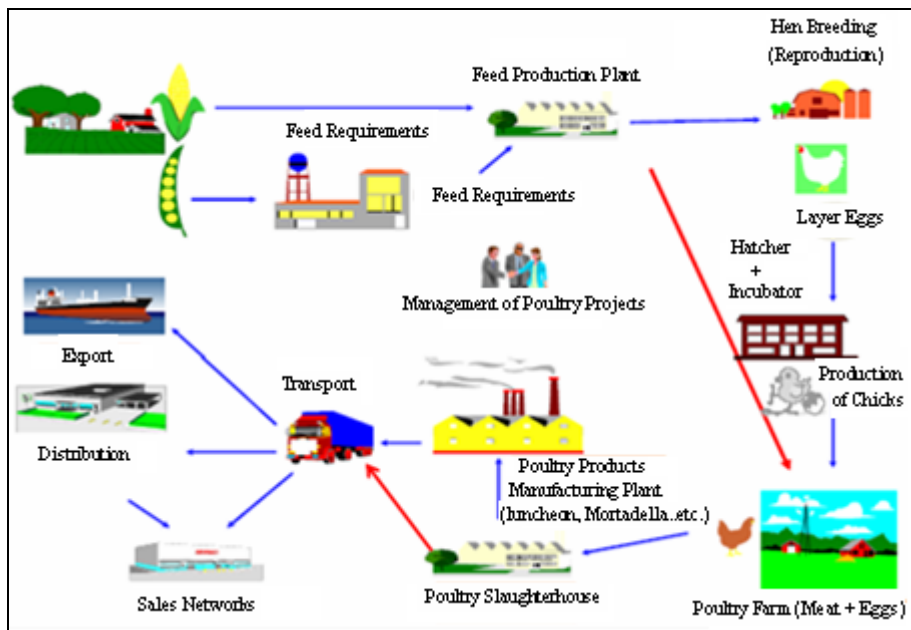 Hen Breeding
(Reproduction)
Feed Production Plant
Feed Requirements
Feed Requirements
Layer Eggs
Hatcher
+
Incubator
Management of Poultry Projects
Export
Transport
Production
of Chicks
Distribution
Poultry Products
Manufacturing Plant
(luncheon, Mortadella..etc.)
Sales Networks
Poultry Slaughterhouse
Poultry Farm (Meat + Eggs)